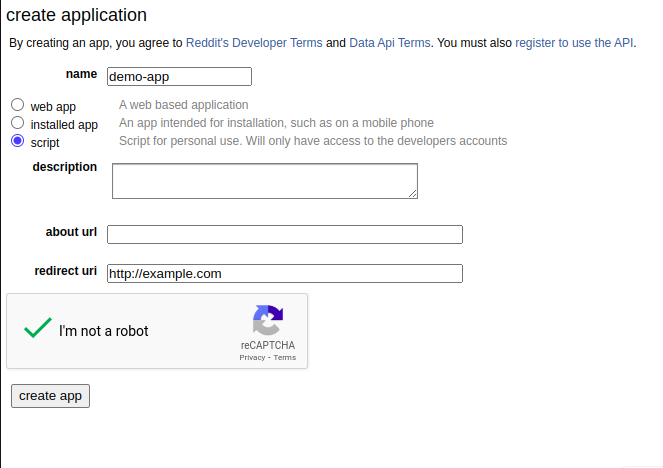 create application
By creating an app, you agree to Reddit's Developer Terms and Data Api Terms. You must also register to use the API.
name demo-app
web app A web based application
installed app An app intended for installation, such as on a mobile phone
script Script for personal use. Will only have access to the developers accounts
description
about url
redirect uri http://example.com
I'm not a robot
reCAPTCHA
Privacy - Terms
create app